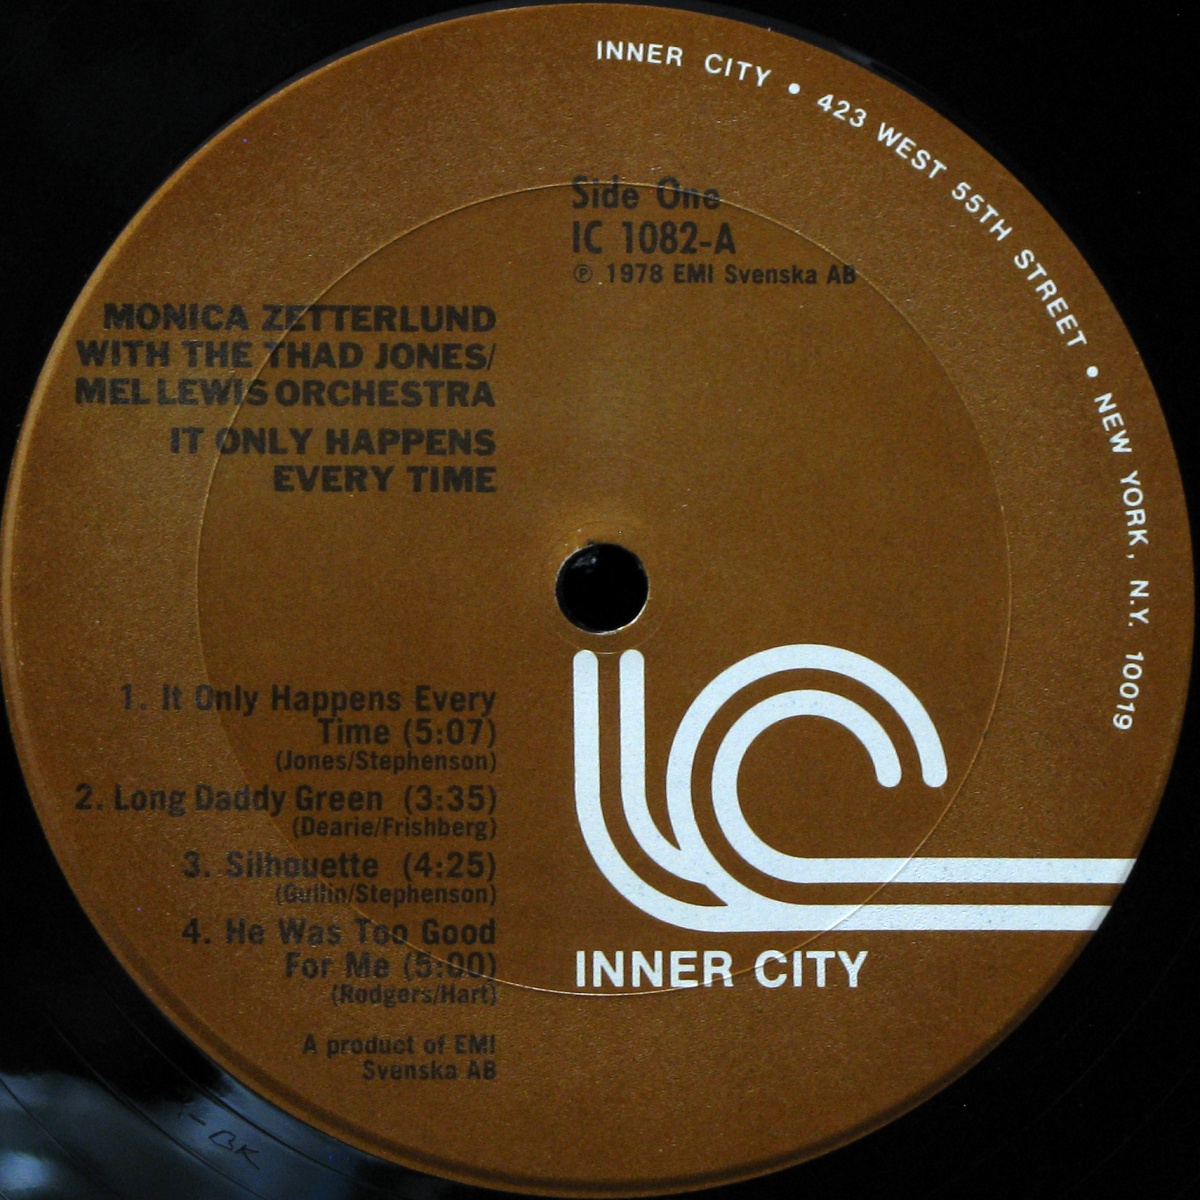 INNER CITY • 423 WEST 55TH STREET • NEW YORK, N.Y. 10019
Side One
IC 1082-A
℗ 1978 EMI Svenska AB
MONICA ZETTERLUND
WITH THE THAD JONES/
MEL LEWIS ORCHESTRA
IT ONLY HAPPENS
EVERY TIME
1. It Only Happens Every
Time (5:07)
(Jones/Stephenson)
2. Long Daddy Green (3:35)
(Dearie/Frishberg)
3. Silhouette (4:25)
(Gullin/Stephenson)
4. He Was Too Good
For Me (5:00)
(Rodgers/Hart)
A product of EMI
Svenska AB
ic
INNER CITY
BK